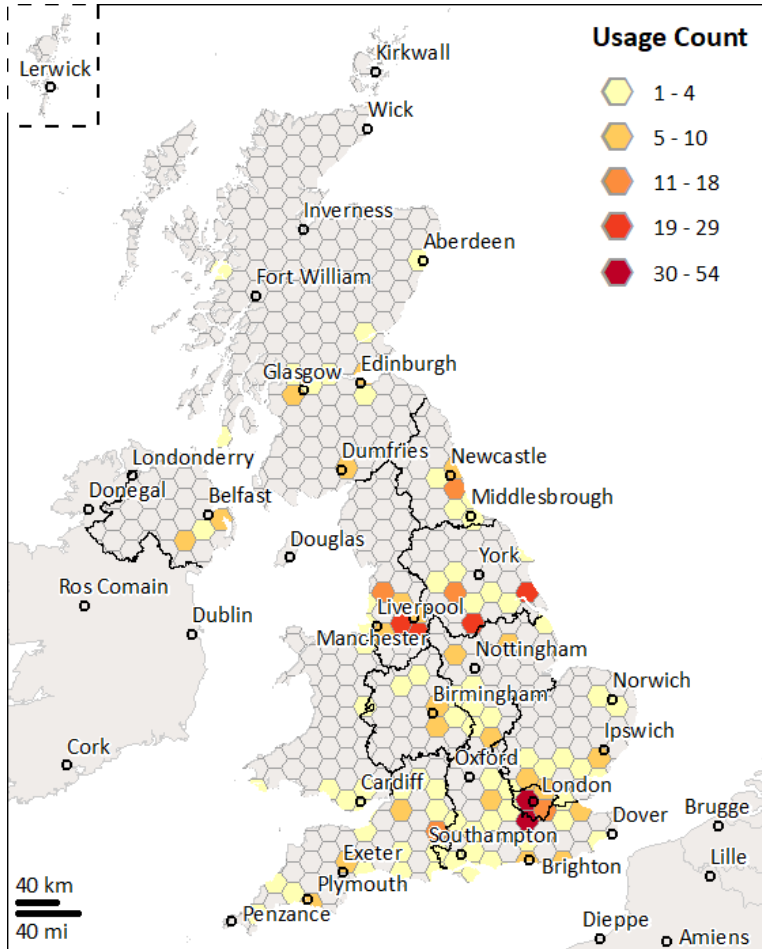 Usage Count
1 - 4
5 - 10
11 - 18
19 - 29
30 - 54
Lerwick
Kirkwall
Wick
Inverness
Aberdeen
Fort William
Glasgow
Edinburgh
Londonderry
Dumfries
Newcastle
Donegal
Belfast
Middlesbrough
Douglas
York
Ros Comain
Liverpool
Dublin
Manchester
Nottingham
Norwich
Birmingham
Ipswich
Cork
Oxford
Cardiff
London
Dover
Brugge
Southampton
Exeter
Brighton
Lille
Plymouth
40 km
40 mi
Penzance
Dieppe
Amiens